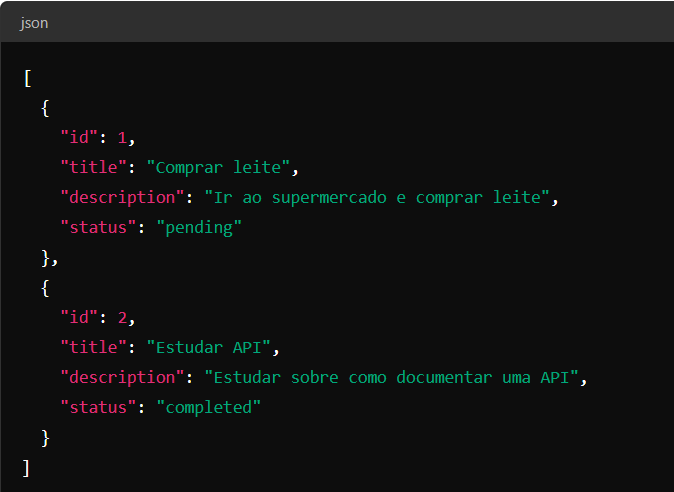 json
[
  {
    "id": 1,
    "title": "Comprar leite",
    "description": "Ir ao supermercado e comprar leite",
    "status": "pending"
  },
  {
    "id": 2,
    "title": "Estudar API",
    "description": "Estudar sobre como documentar uma API",
    "status": "completed"
  }
]